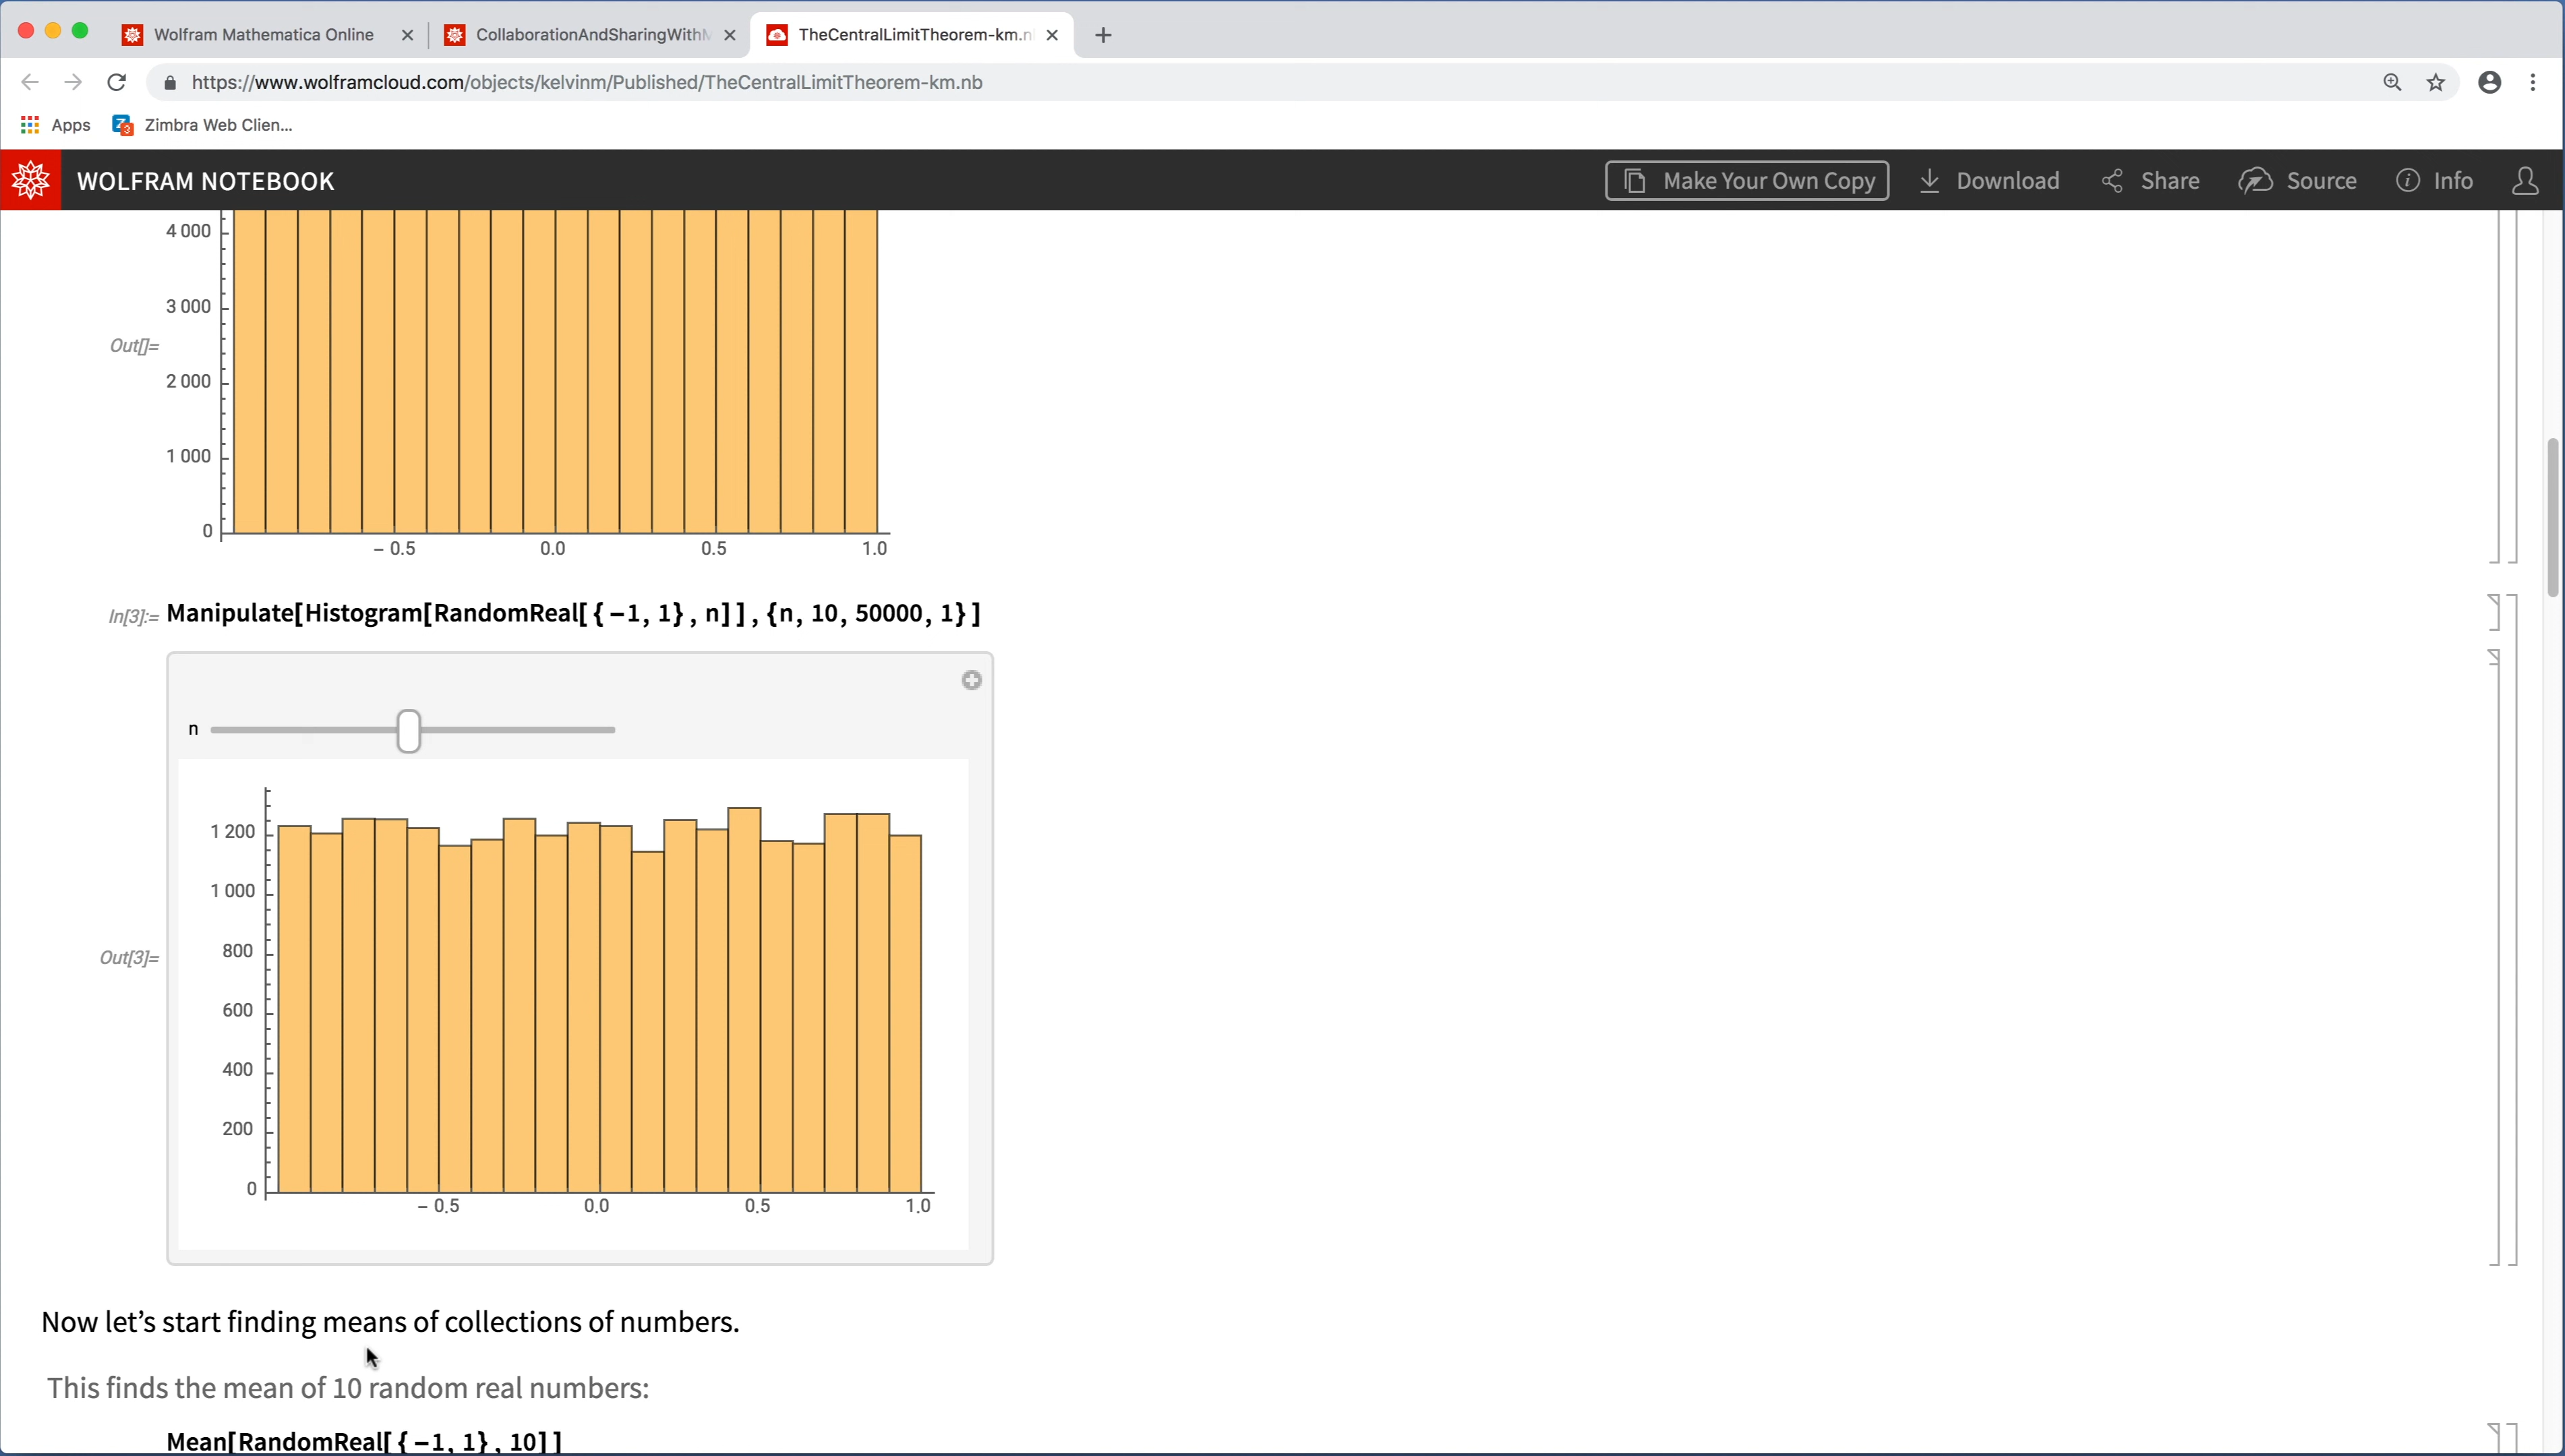 Wolfram Mathematica Online
CollaborationAndSharingWithM
TheCentralLimitTheorem-km.n
https://www.wolframcloud.com/objects/kelvinm/Published/TheCentralLimitTheorem-km.nb
Apps
Zimbra Web Clien...
WOLFRAM NOTEBOOK
Make Your Own Copy
Download
Share
Source
Info
4 000
3 000
Out[]=
2 000
1 000
0
– 0.5 0.0 0.5 1.0
In[3]:= Manipulate[Histogram[RandomReal[{–1, 1}, n]], {n, 10, 50000, 1}]
n
1 200
1 000
800
Out[3]=
600
400
200
0
– 0.5 0.0 0.5 1.0
Now let’s start finding means of collections of numbers.
This finds the mean of 10 random real numbers:
Mean[RandomReal[{–1, 1}, 10]]